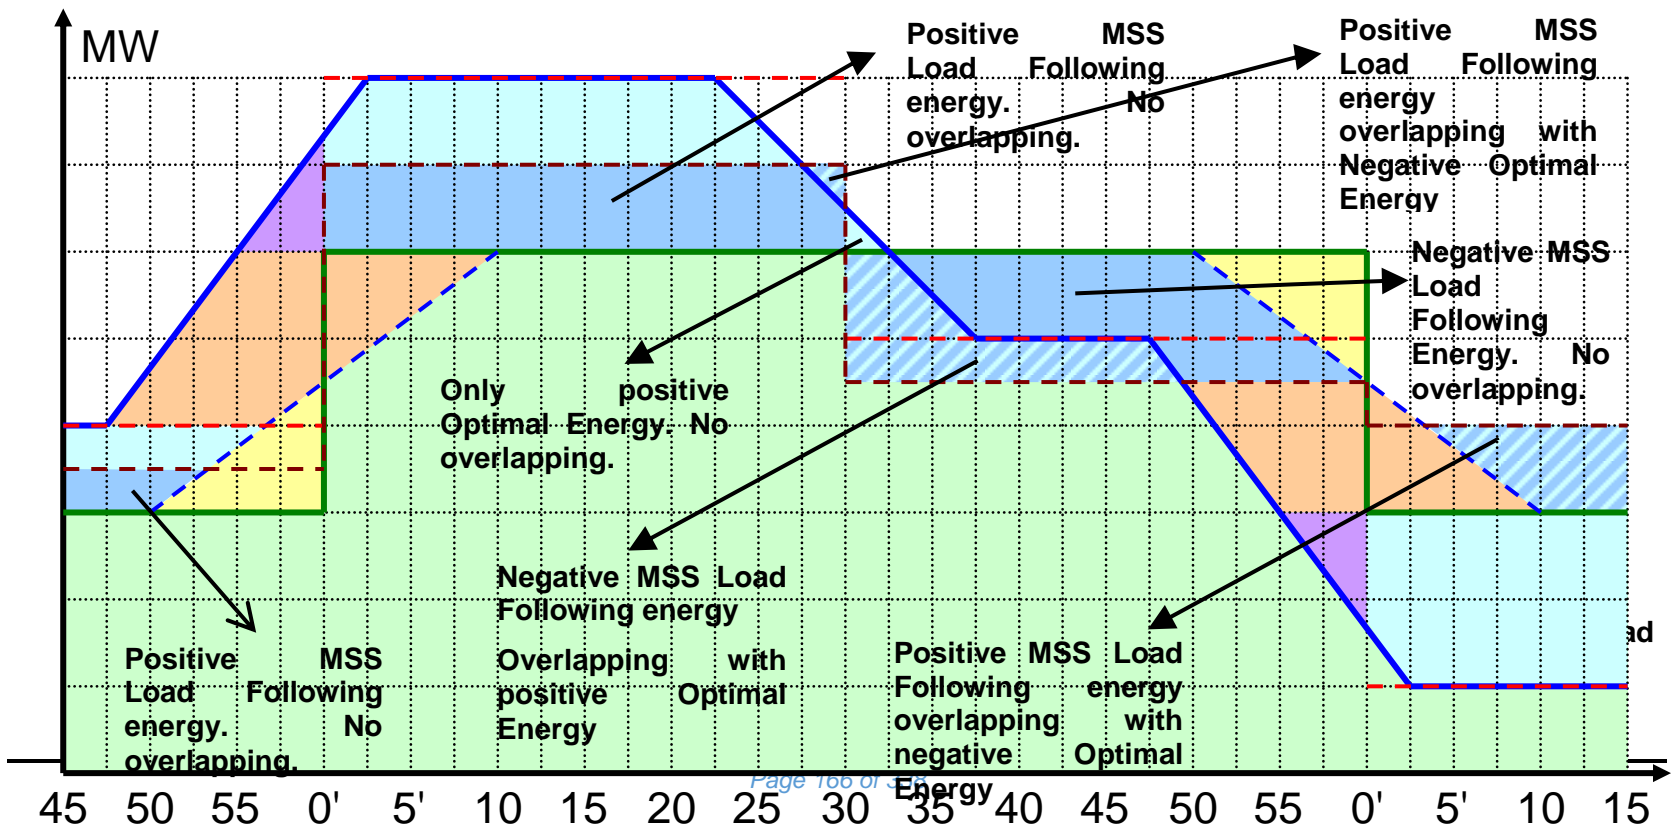 MW
Positive MSS
Load Following
energy. No
overlapping.
Positive MSS
Load Following
energy
overlapping with
Negative Optimal
Energy
Negative MSS
Load
Following
Energy. No
overlapping.
Only positive
Optimal Energy. No
overlapping.
Negative MSS Load
Following energy
Overlapping with
positive Optimal
Energy
Positive MSS
Load Following
energy. No
overlapping.
Positive MSS Load
Following energy
overlapping with
negative Optimal
Energy
ad
Page 166 of
45 50 55 0' 5' 10 15 20 25 30 35 40 45 50 55 0' 5' 10 15